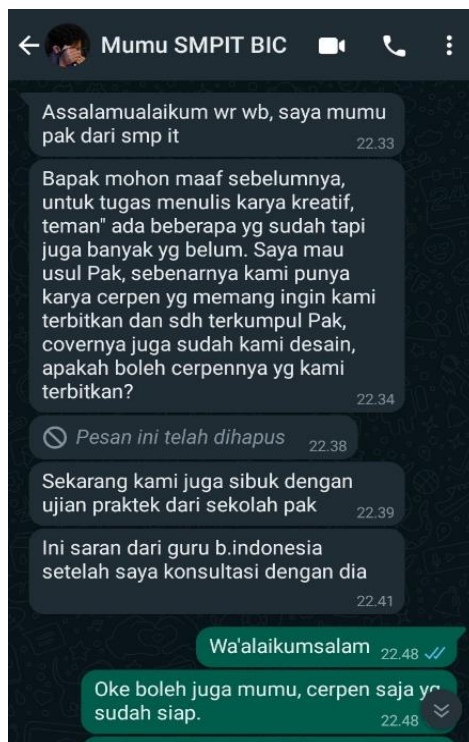 Mumu SMPIT BIC
Assalamualaikum wr wb, saya mumu
pak dari smp it
22.33
Bapak mohon maaf sebelumnya,
untuk tugas menulis karya kreatif,
teman" ada beberapa yg sudah tapi
juga banyak yg belum. Saya mau
usul Pak, sebenarnya kami punya
karya cerpen yg memang ingin kami
terbitkan dan sdh terkumpul Pak,
covernya juga sudah kami desain,
apakah boleh cerpennya yg kami
terbitkan?
22.34
Pesan ini telah dihapus 22.38
Sekarang kami juga sibuk dengan
ujian praktek dari sekolah pak
22.39
Ini saran dari guru b.indonesia
setelah saya konsultasi dengan dia
22.41
Wa'alaikumsalam 22.48
Oke boleh juga mumu, cerpen saja yg
sudah siap.
22.48